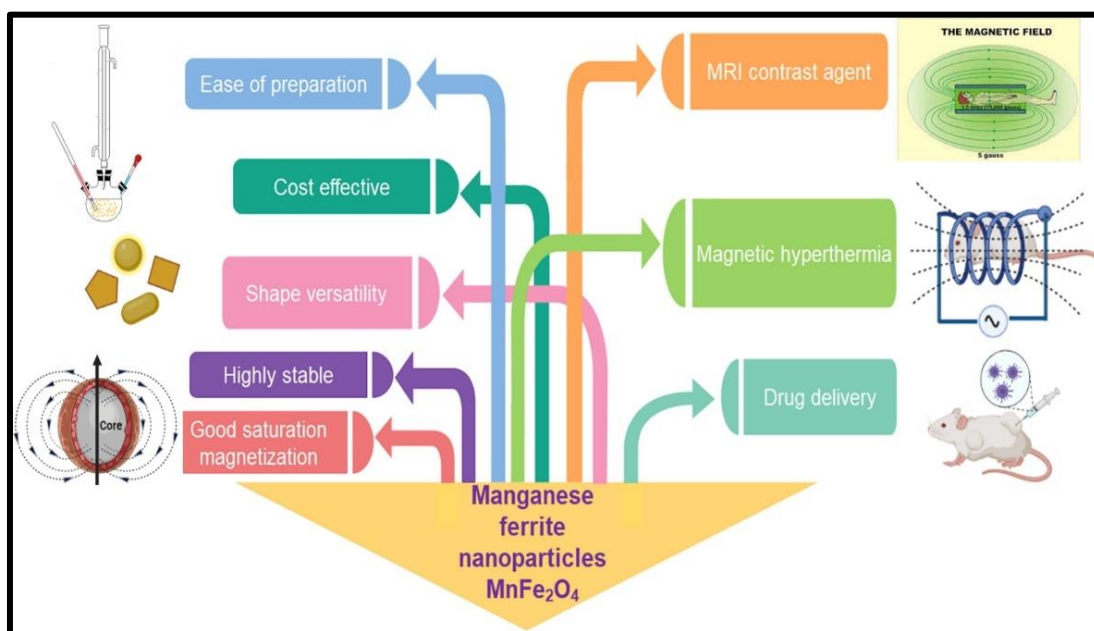 THE MAGNETIC FIELD
5 gauss
Ease of preparation
Cost effective
Shape versatility
Highly stable
Good saturation
magnetization
Core
MRI contrast agent
Magnetic hyperthermia
Drug delivery
Manganese
ferrite
nanoparticles
MnFe₂O₄